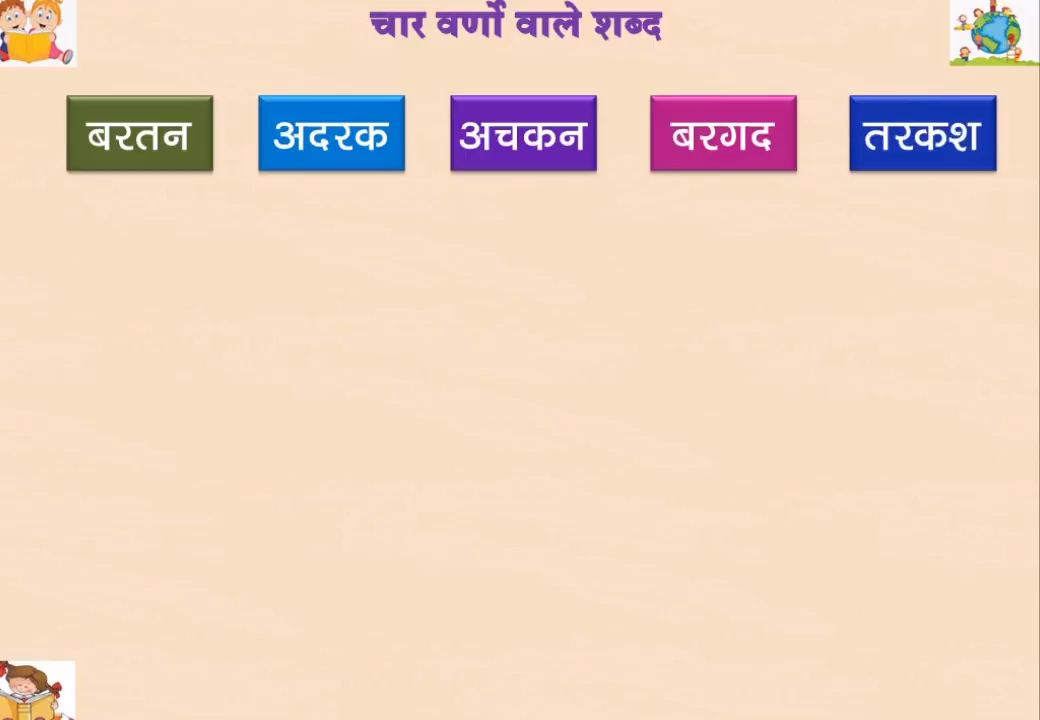 चार वर्णो वाले शब्द
बरतन अदरक अचकन बरगद तरकश